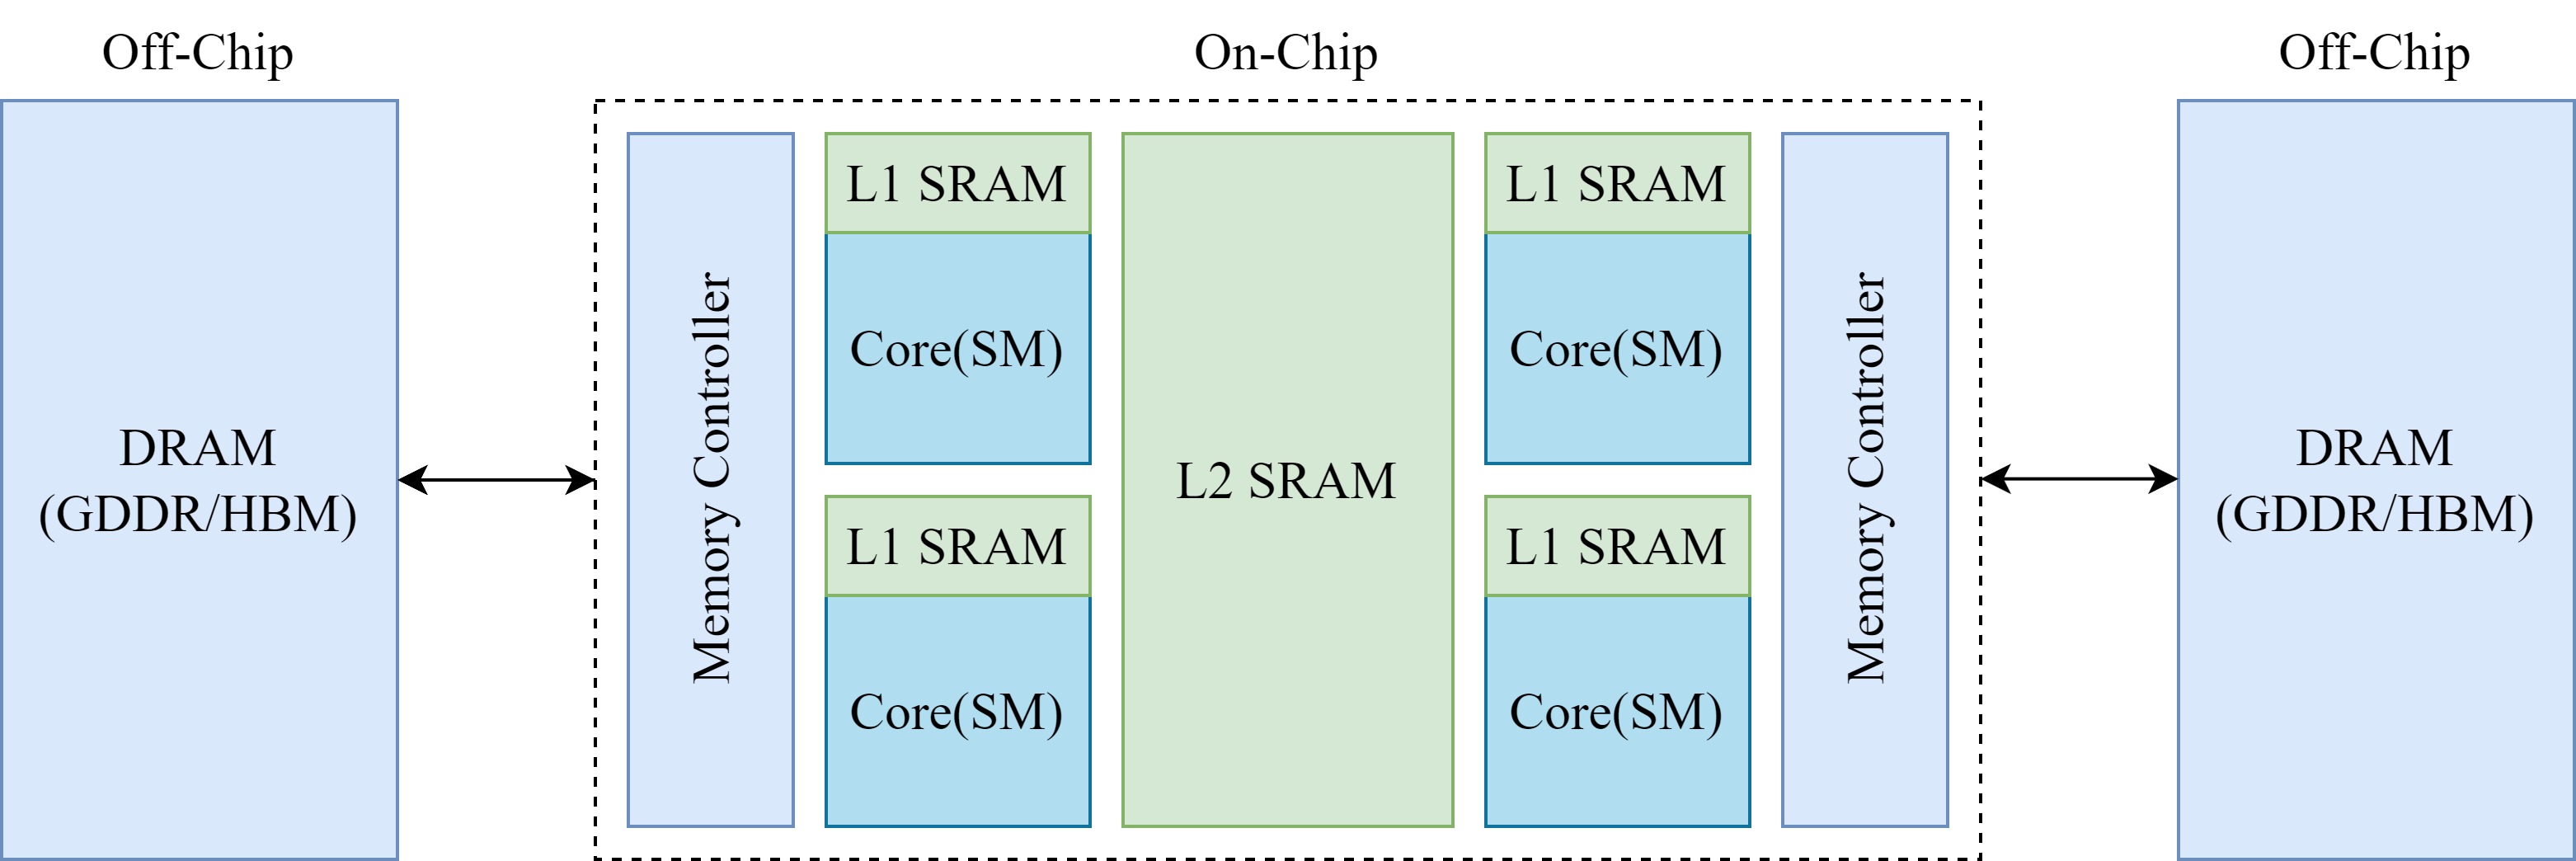 Off-Chip
On-Chip
Off-Chip
DRAM
(GDDR/HBM)
Memory Controller
L1 SRAM
Core(SM)
L1 SRAM
Core(SM)
L2 SRAM
L1 SRAM
Core(SM)
L1 SRAM
Core(SM)
Memory Controller
DRAM
(GDDR/HBM)